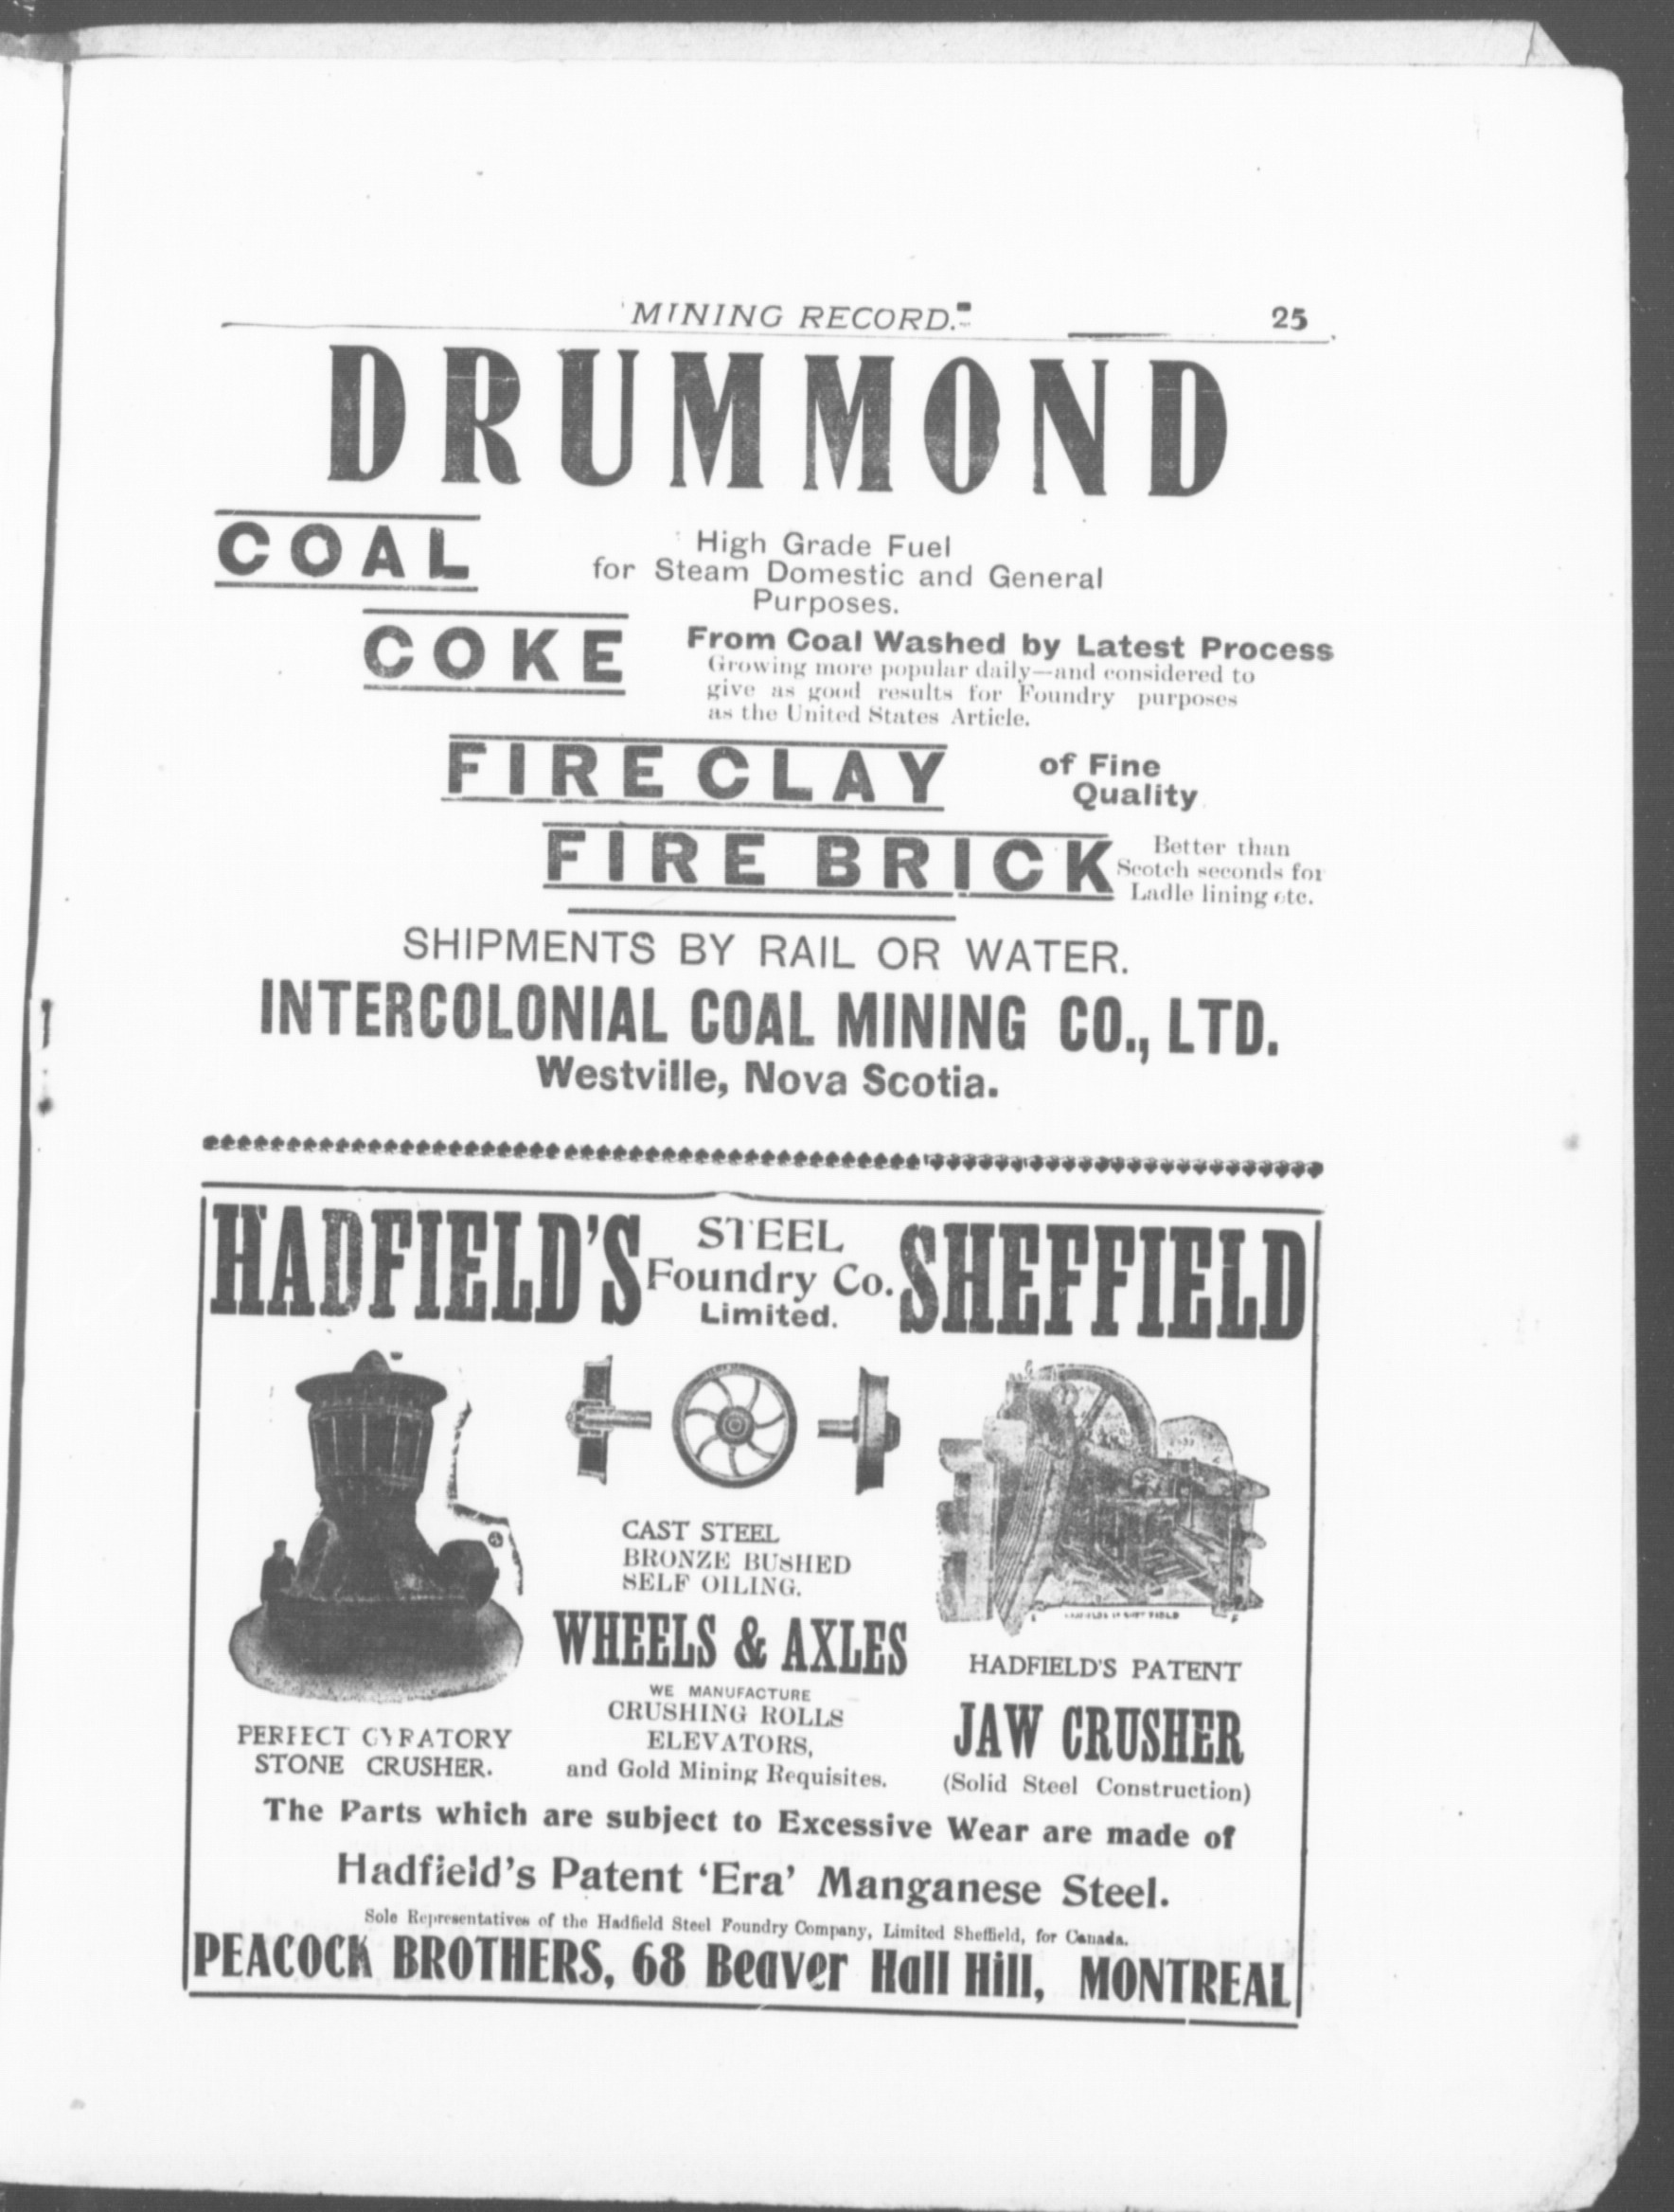 MINING RECORD.
25
DRUMMOND
COAL
High Grade Fuel
for Steam Domestic and General
Purposes.
COKE
From Coal Washed by Latest Process
Growing more popular daily—and considered to
give as good results for Foundry purposes
as the United States Article.
FIRE CLAY
of Fine
Quality
FIRE BRICK
Better than
Scotch seconds for
Ladle lining etc.
SHIPMENTS BY RAIL OR WATER.
INTERCOLONIAL COAL MINING CO., LTD.
Westville, Nova Scotia.
HADFIELD'S STEEL SHEFFIELD
Foundry Co.
Limited.
CAST STEEL
BRONZE BUSHED
SELF OILING.
WHEELS & AXLES
WE MANUFACTURE
CRUSHING ROLLS
ELEVATORS,
and Gold Mining Requisites.
PERFECT GYRATORY
STONE CRUSHER.
HADFIELD'S PATENT
JAW CRUSHER
(Solid Steel Construction)
The Parts which are subject to Excessive Wear are made of
Hadfield's Patent 'Era' Manganese Steel.
Sole Representatives of the Hadfield Steel Foundry Company, Limited Sheffield, for Canada.
PEACOCK BROTHERS, 68 Beaver Hall Hill, MONTREAL